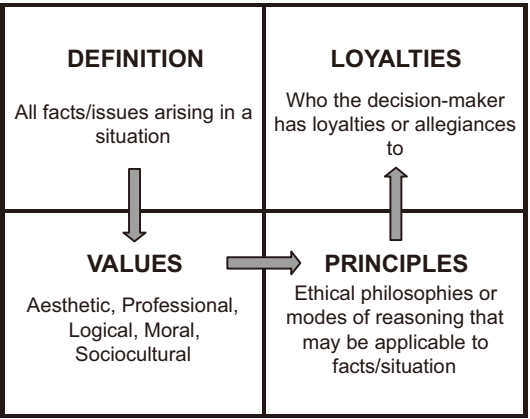 DEFINITION
All facts/issues arising in a
situation
LOYALTIES
Who the decision-maker
has loyalties or allegiances
to
VALUES
Aesthetic, Professional,
Logical, Moral,
Sociocultural
PRINCIPLES
Ethical philosophies or
modes of reasoning that
may be applicable to
facts/situation